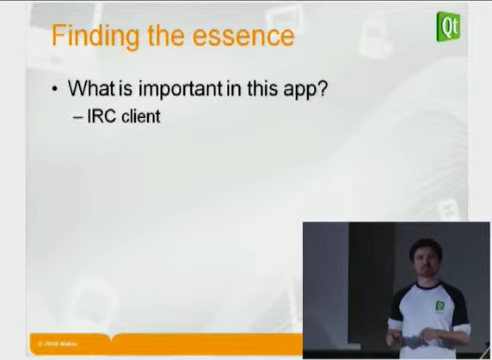 Finding the essence
Qt
• What is important in this app?
– IRC client